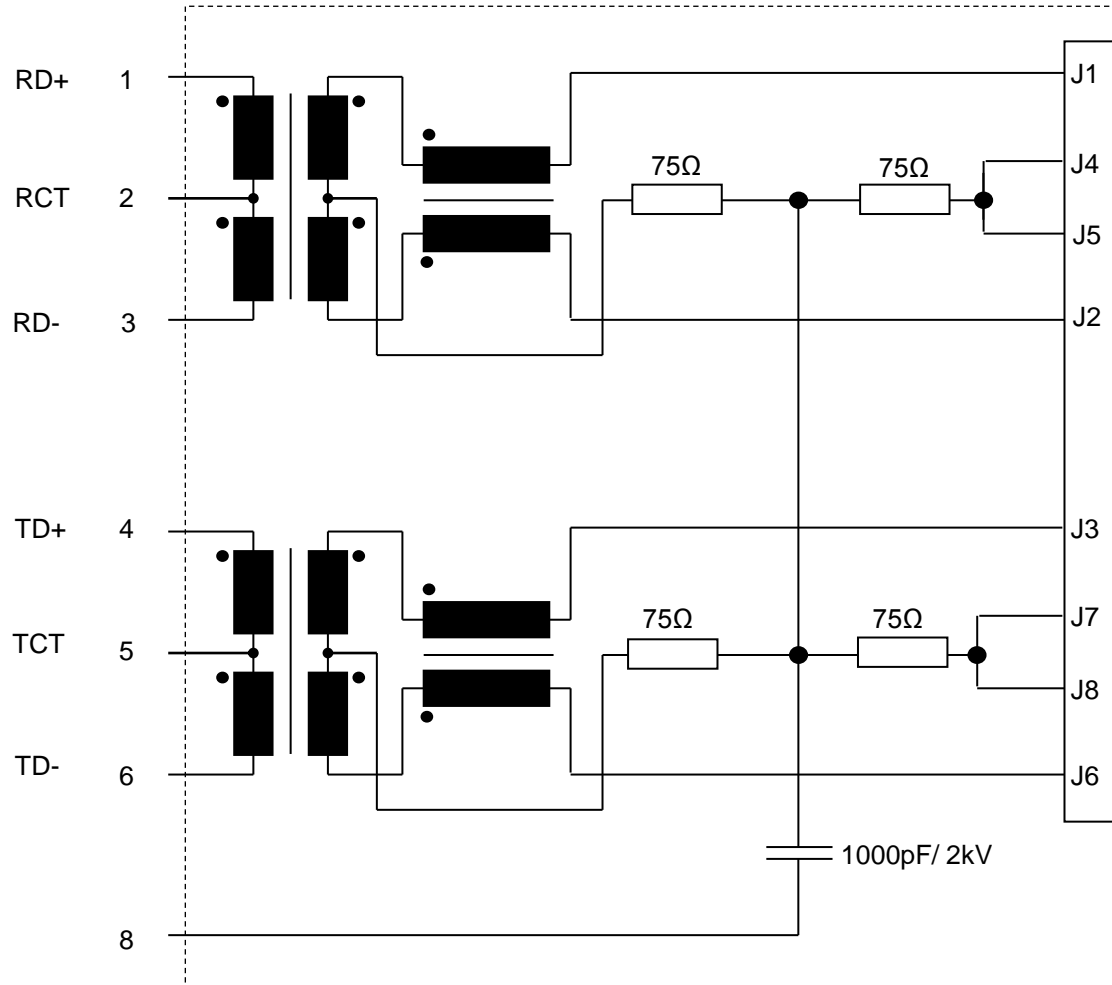 RD+ 1
J1
75Ω
75Ω
J4
RCT 2
J5
RD- 3
J2
TD+ 4
J3
75Ω
75Ω
J7
TCT 5
J8
TD- 6
J6
1000pF/ 2kV
8